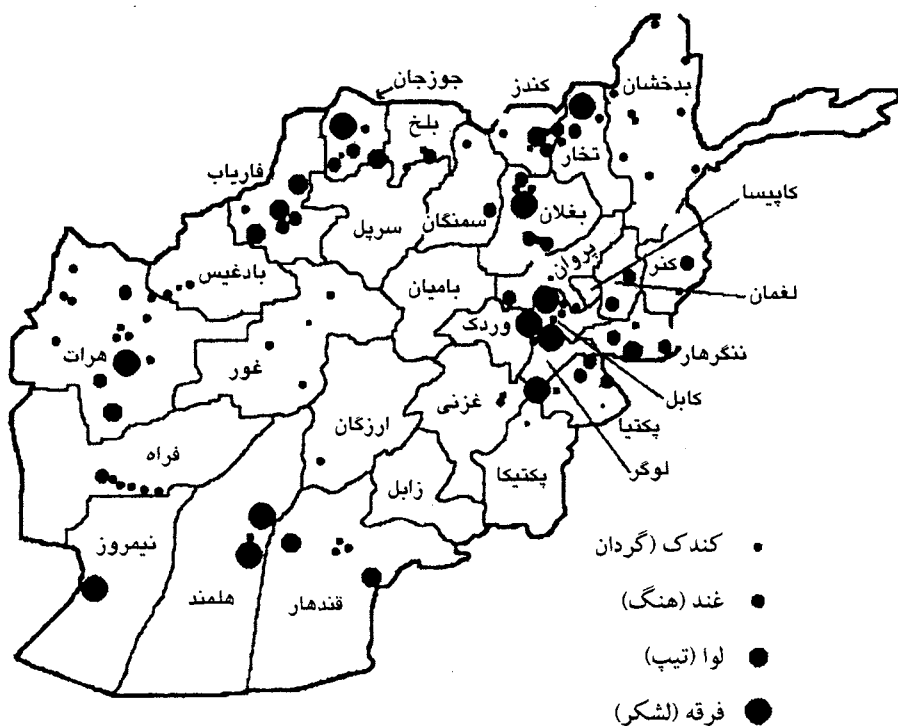 جوزجان
کندز
بدخشان
بلخ
تخار
فاریاب
کاپیسا
سمنگان
بغلان
سرپل
پروان
کنر
بادغیس
بامیان
لغمان
وردک
ننگرهار
هرات
غور
کابل
غزنی
پکتیا
ارزگان
لوگر
فراه
پکتیکا
زابل
نیمروز
هلمند
قندهار
کندک (گردان
غند (هنگ)
لوا (تیپ)
فرقه (لشکر)